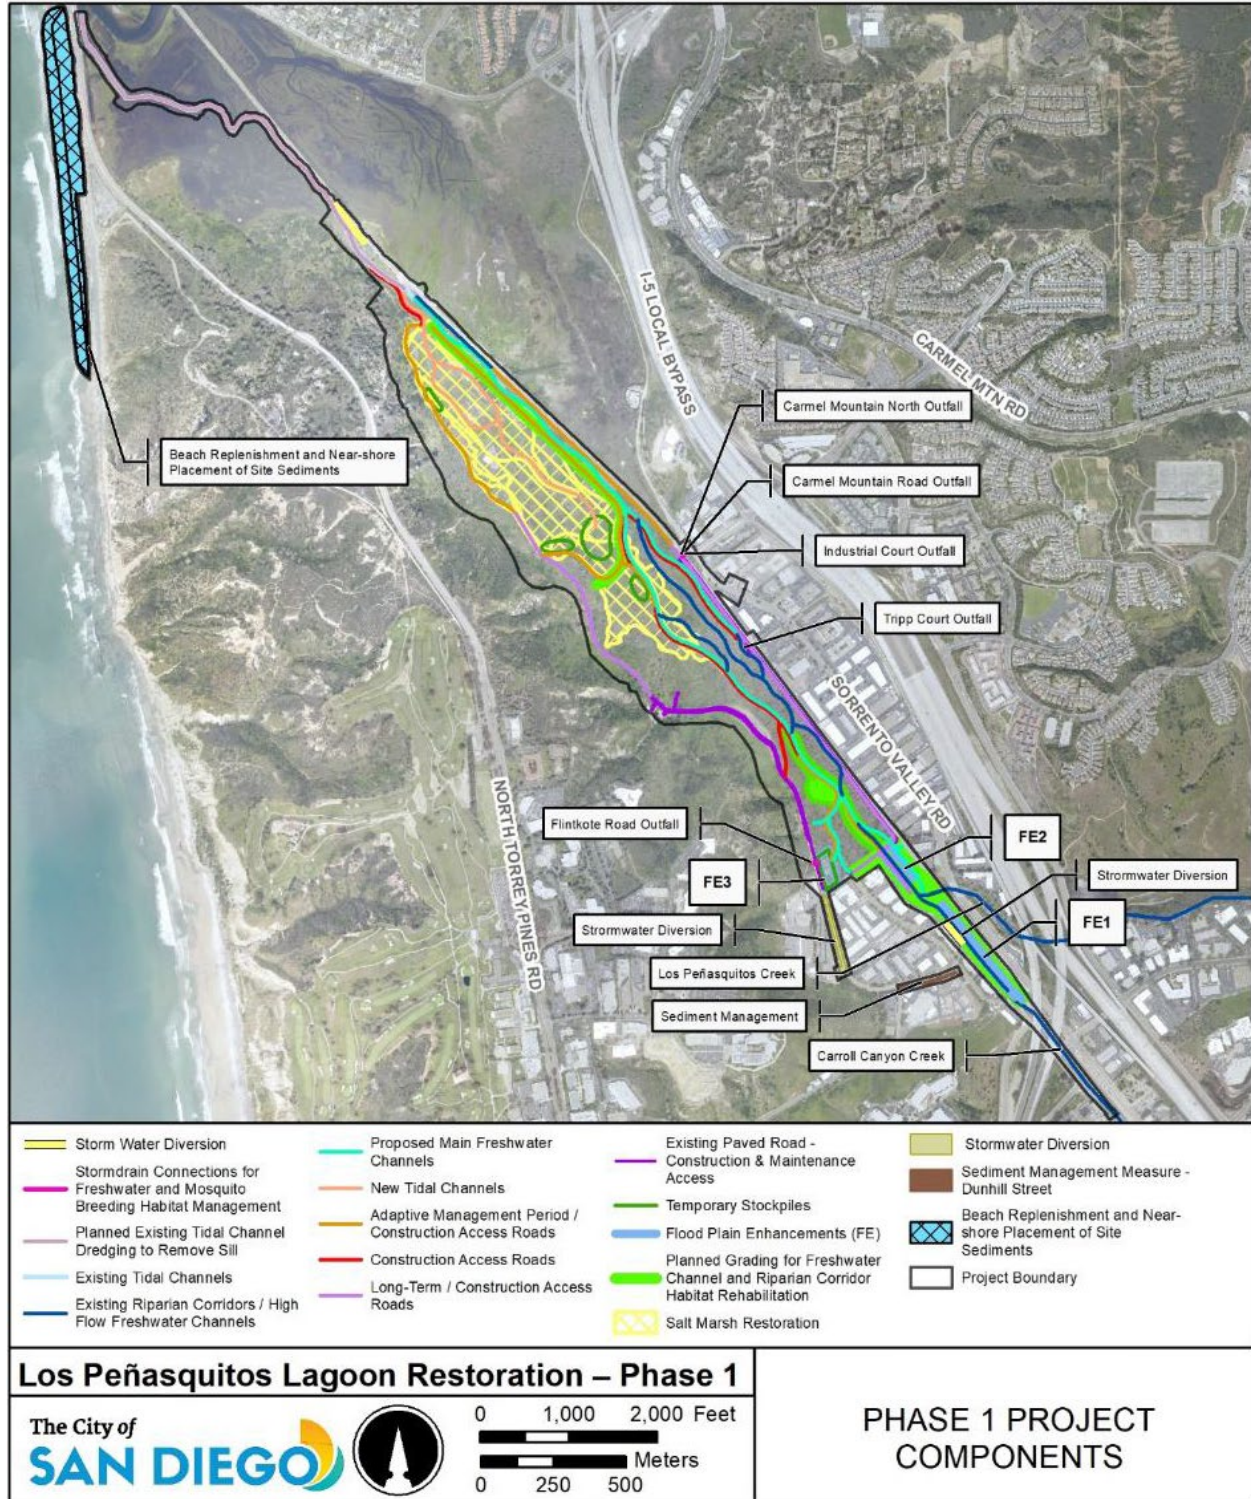 I-5 LOCAL BYPASS
CARMEL MTN RD
Carmel Mountain North Outfall
Beach Replenishment and Near-shore
Placement of Site Sediments
Carmel Mountain Road Outfall
Industrial Court Outfall
Tripp Court Outfall
SORRENTO VALLEY RD
NORTH TORREY PINES RD
Flintkote Road Outfall
FE2
FE3
Strormwater Diversion
FE1
Strormwater Diversion
Los Peñasquitos Creek
Sediment Management
Carroll Canyon Creek
Storm Water Diversion
Stormdrain Connections for
Freshwater and Mosquito
Breeding Habitat Management
Planned Existing Tidal Channel
Dredging to Remove Sill
Existing Tidal Channels
Existing Riparian Corridors / High
Flow Freshwater Channels
Proposed Main Freshwater
Channels
New Tidal Channels
Adaptive Management Period /
Construction Access Roads
Construction Access Roads
Long-Term / Construction Access
Roads
Existing Paved Road -
Construction & Maintenance
Access
Temporary Stockpiles
Flood Plain Enhancements (FE)
Planned Grading for Freshwater
Channel and Riparian Corridor
Habitat Rehabilitation
Salt Marsh Restoration
Stormwater Diversion
Sediment Management Measure -
Dunhill Street
Beach Replenishment and Near-
shore Placement of Site
Sediments
Project Boundary
Los Peñasquitos Lagoon Restoration – Phase 1
The City of
SAN DIEGO
0 1,000 2,000 Feet
Meters
0 250 500
PHASE 1 PROJECT
COMPONENTS